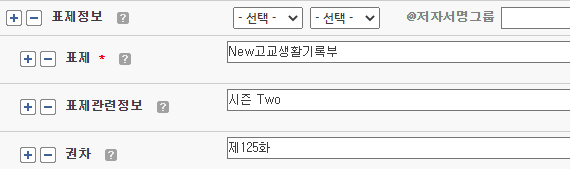 표제정보 ? - 선택 - - 선택 - @저자서명그룹
표제 * ? New고교생활기록부
표제관련정보 ? 시즌 Two
권차 ? 제125화